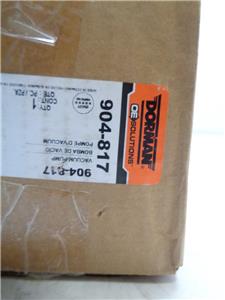 DORMAN
OE SOLUTIONS
904-817
VACUUM PUMP
BOMBA DE VACIO
POMPE D'VACUUM
904-817
QTY
CONT
QTE
1
PC / PZA